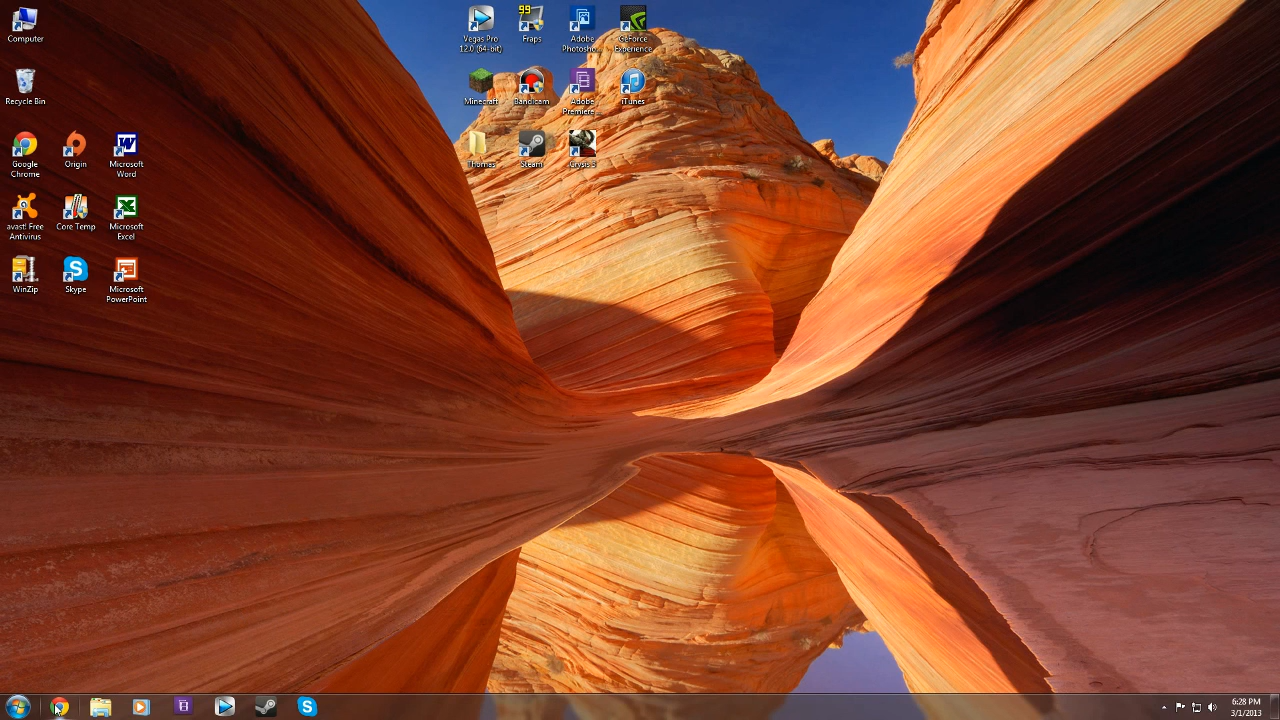 Computer
Recycle Bin
Google
Chrome
Origin
Microsoft
Word
avast! Free
Antivirus
Core Temp
Microsoft
Excel
WinZip
Skype
Microsoft
PowerPoint
Vegas Pro
12.0 (64-bit)
99
Fraps
Adobe
Photosho...
GeForce
Experience
Minecraft
Bandicam
Adobe
Premiere...
iTunes
Thomas
Steam
Crysis 3
6:28 PM
3/1/2013